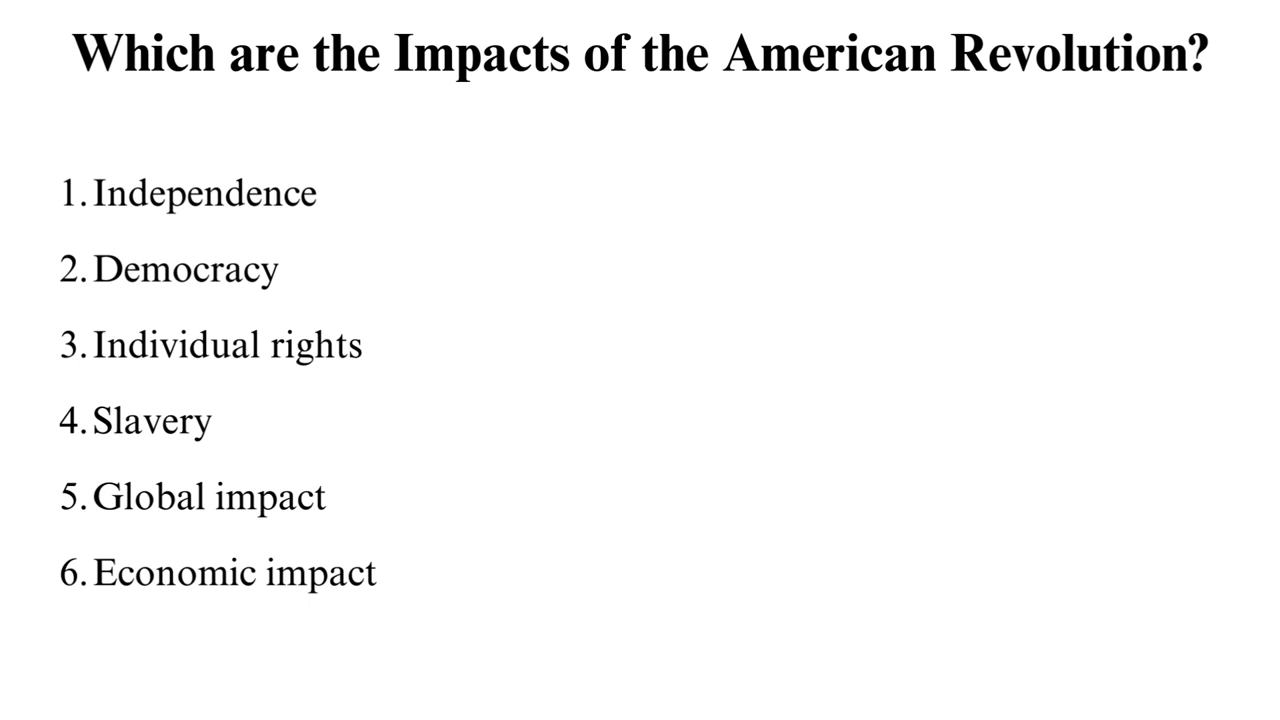 Which are the Impacts of the American Revolution?
1. Independence
2. Democracy
3. Individual rights
4. Slavery
5. Global impact
6. Economic impact